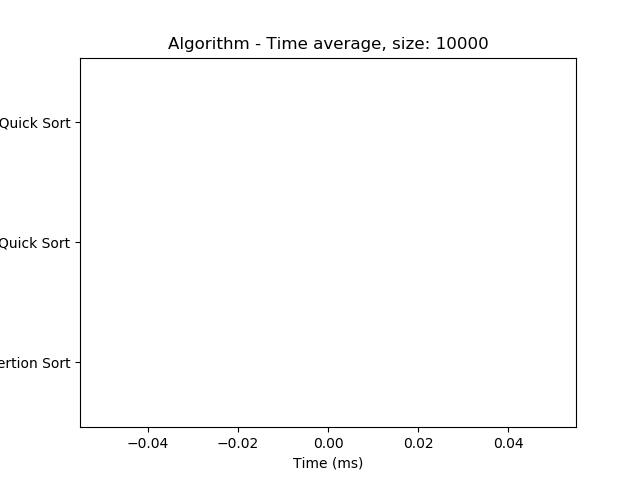 Algorithm - Time average, size: 10000
Quick Sort
Quick Sort
ertion Sort
−0.04 −0.02 0.00 0.02 0.04
Time (ms)